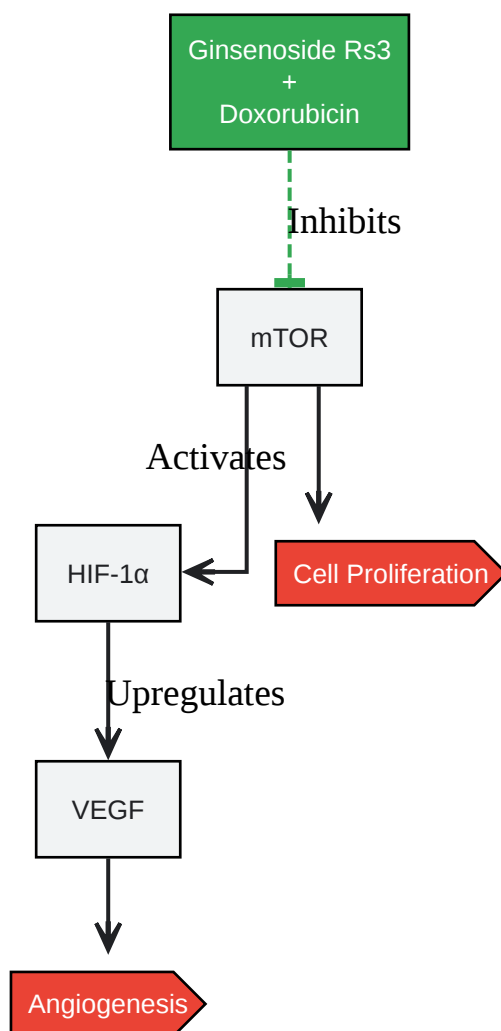 Ginsenoside Rs3
+
Doxorubicin
Inhibits
mTOR
Activates
HIF-1α
Cell Proliferation
Upregulates
VEGF
Angiogenesis